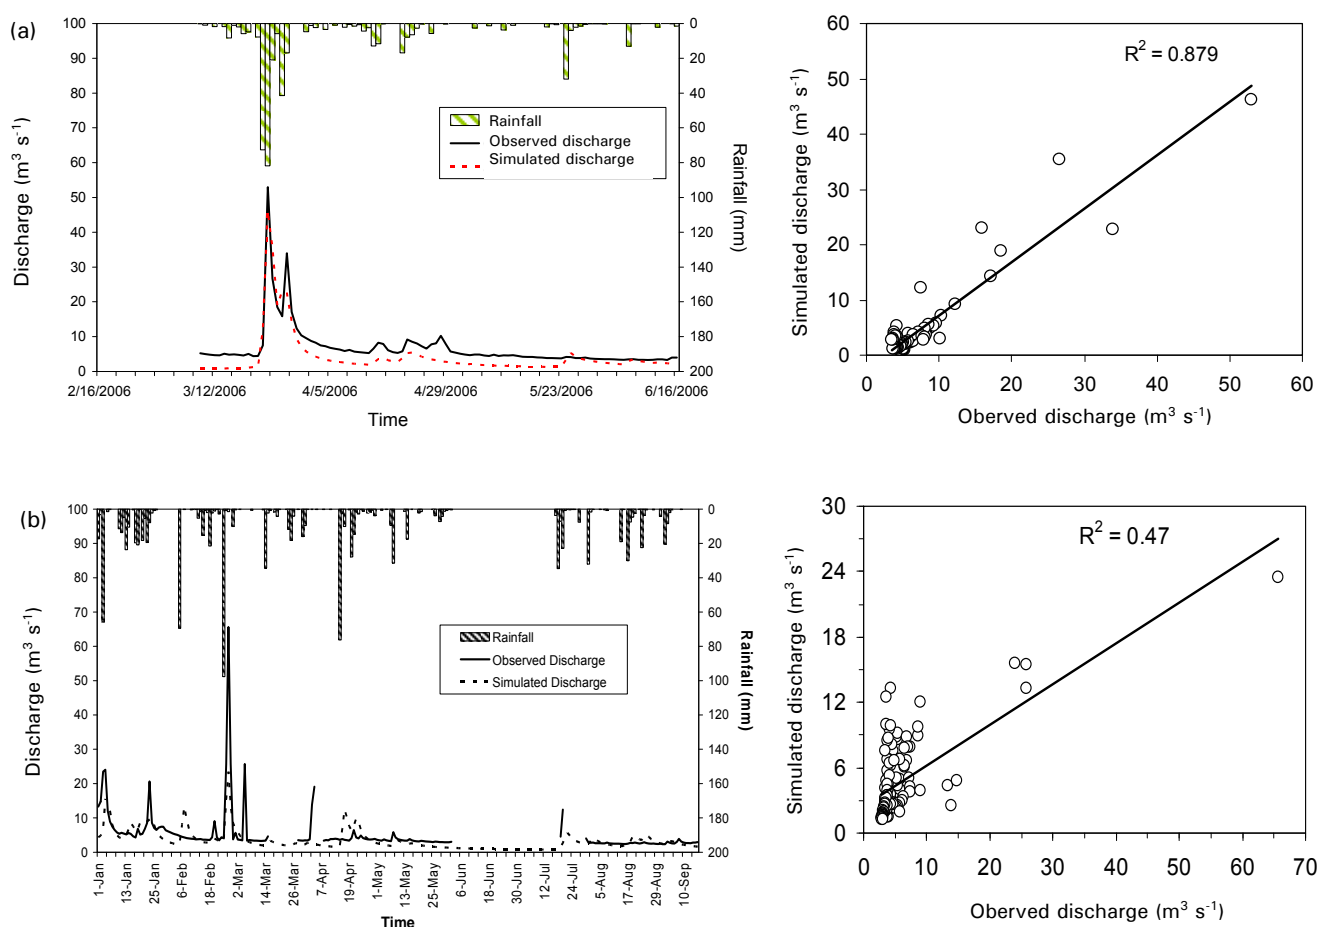 (a)
100
90
80
70
60
50
40
30
20
10
0
Discharge (m³ s⁻¹)
2/16/2006 3/12/2006 4/5/2006 4/29/2006 5/23/2006 6/16/2006
Time
0
20
40
60
80
100
120
140
160
180
200
Rainfall (mm)
Rainfall
Observed discharge
Simulated discharge
R² = 0.879
60
50
40
30
20
10
0
Simulated discharge (m³ s⁻¹)
0 10 20 30 40 50 60
Oberved discharge (m³ s⁻¹)
(b)
100
90
80
70
60
50
40
30
20
10
0
Discharge (m³ s⁻¹)
1-Jan
13-Jan
25-Jan
6-Feb
18-Feb
2-Mar
14-Mar
26-Mar
7-Apr
19-Apr
1-May
13-May
25-May
6-Jun
18-Jun
30-Jun
12-Jul
24-Jul
5-Aug
17-Aug
29-Aug
10-Sep
Time
0
20
40
60
80
100
120
140
160
180
200
Rainfall (mm)
Rainfall
Observed Discharge
Simulated Discharge
R² = 0.47
30
24
18
12
6
0
Simulated discharge (m³ s⁻¹)
0 10 20 30 40 50 60 70
Oberved discharge (m³ s⁻¹)